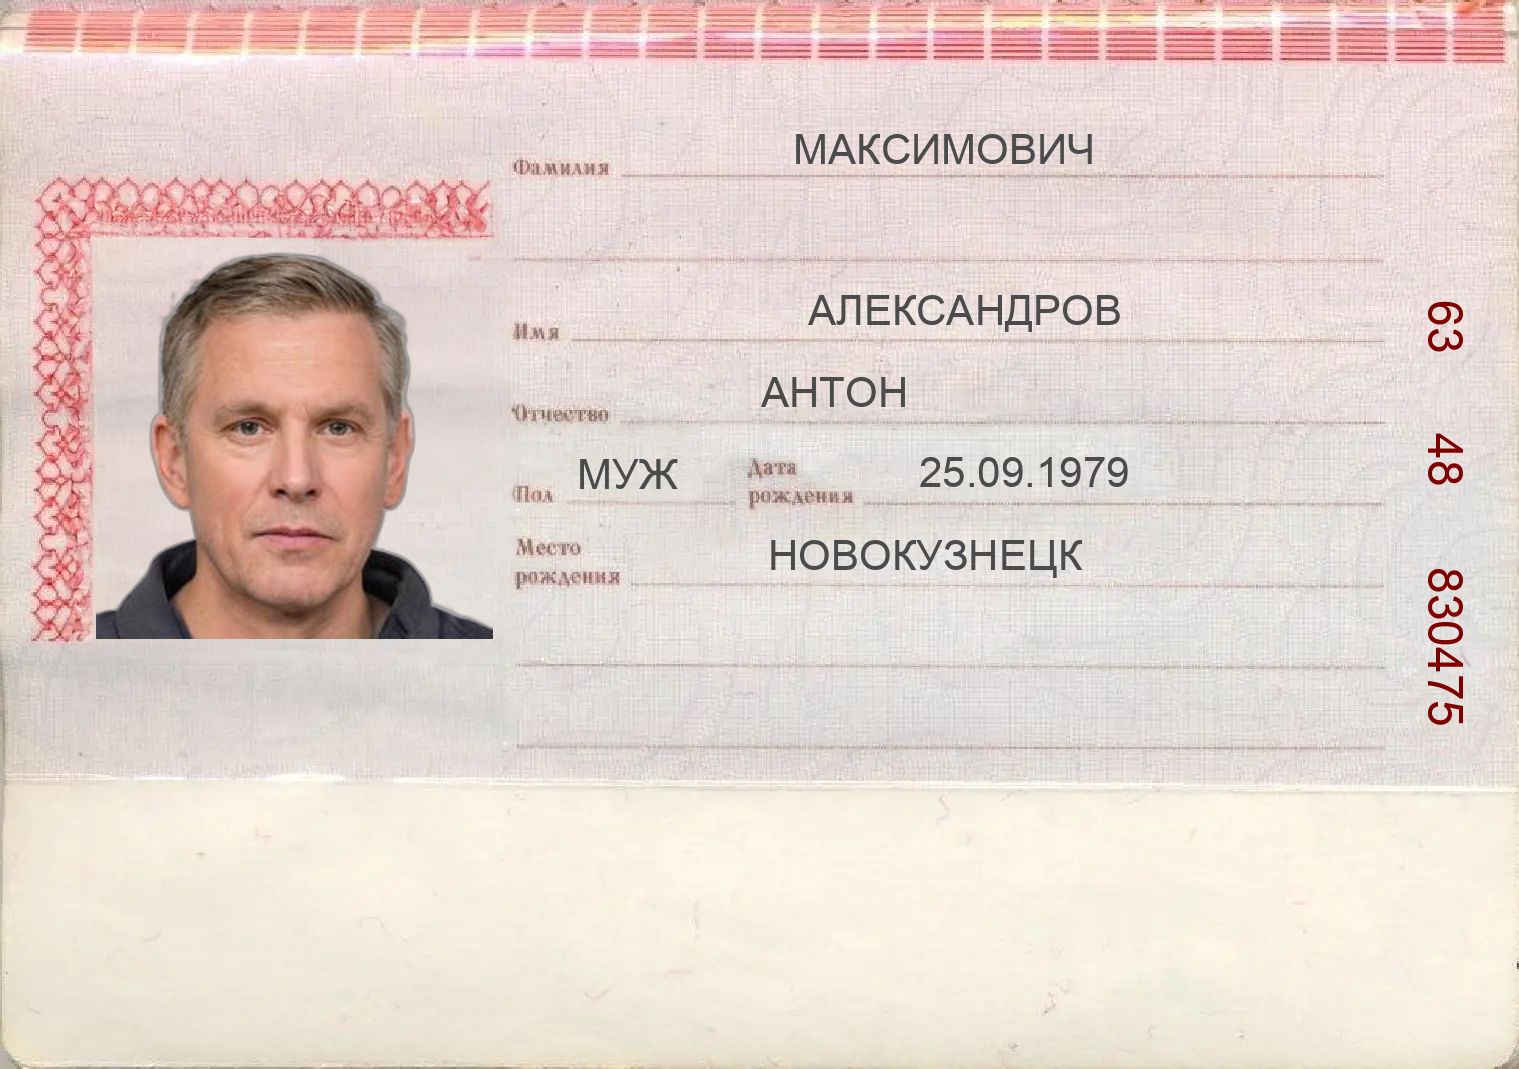 Фамилия МАКСИМОВИЧ
Имя АЛЕКСАНДРОВ
Отчество АНТОН
Пол МУЖ Дата рождения 25.09.1979
Место рождения НОВОКУЗНЕЦК
63 48 830475